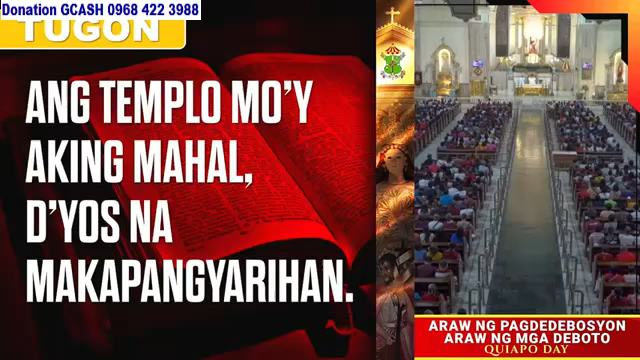 Donation GCASH 0968 422 3988
TUGON
ANG TEMPLO MO'Y
AKING MAHAL,
D'YOS NA
MAKAPANGYARIHAN.
ARAW NG PAGDEDEBOSYON
ARAW NG MGA DEBOTO
QUIAPO DAY